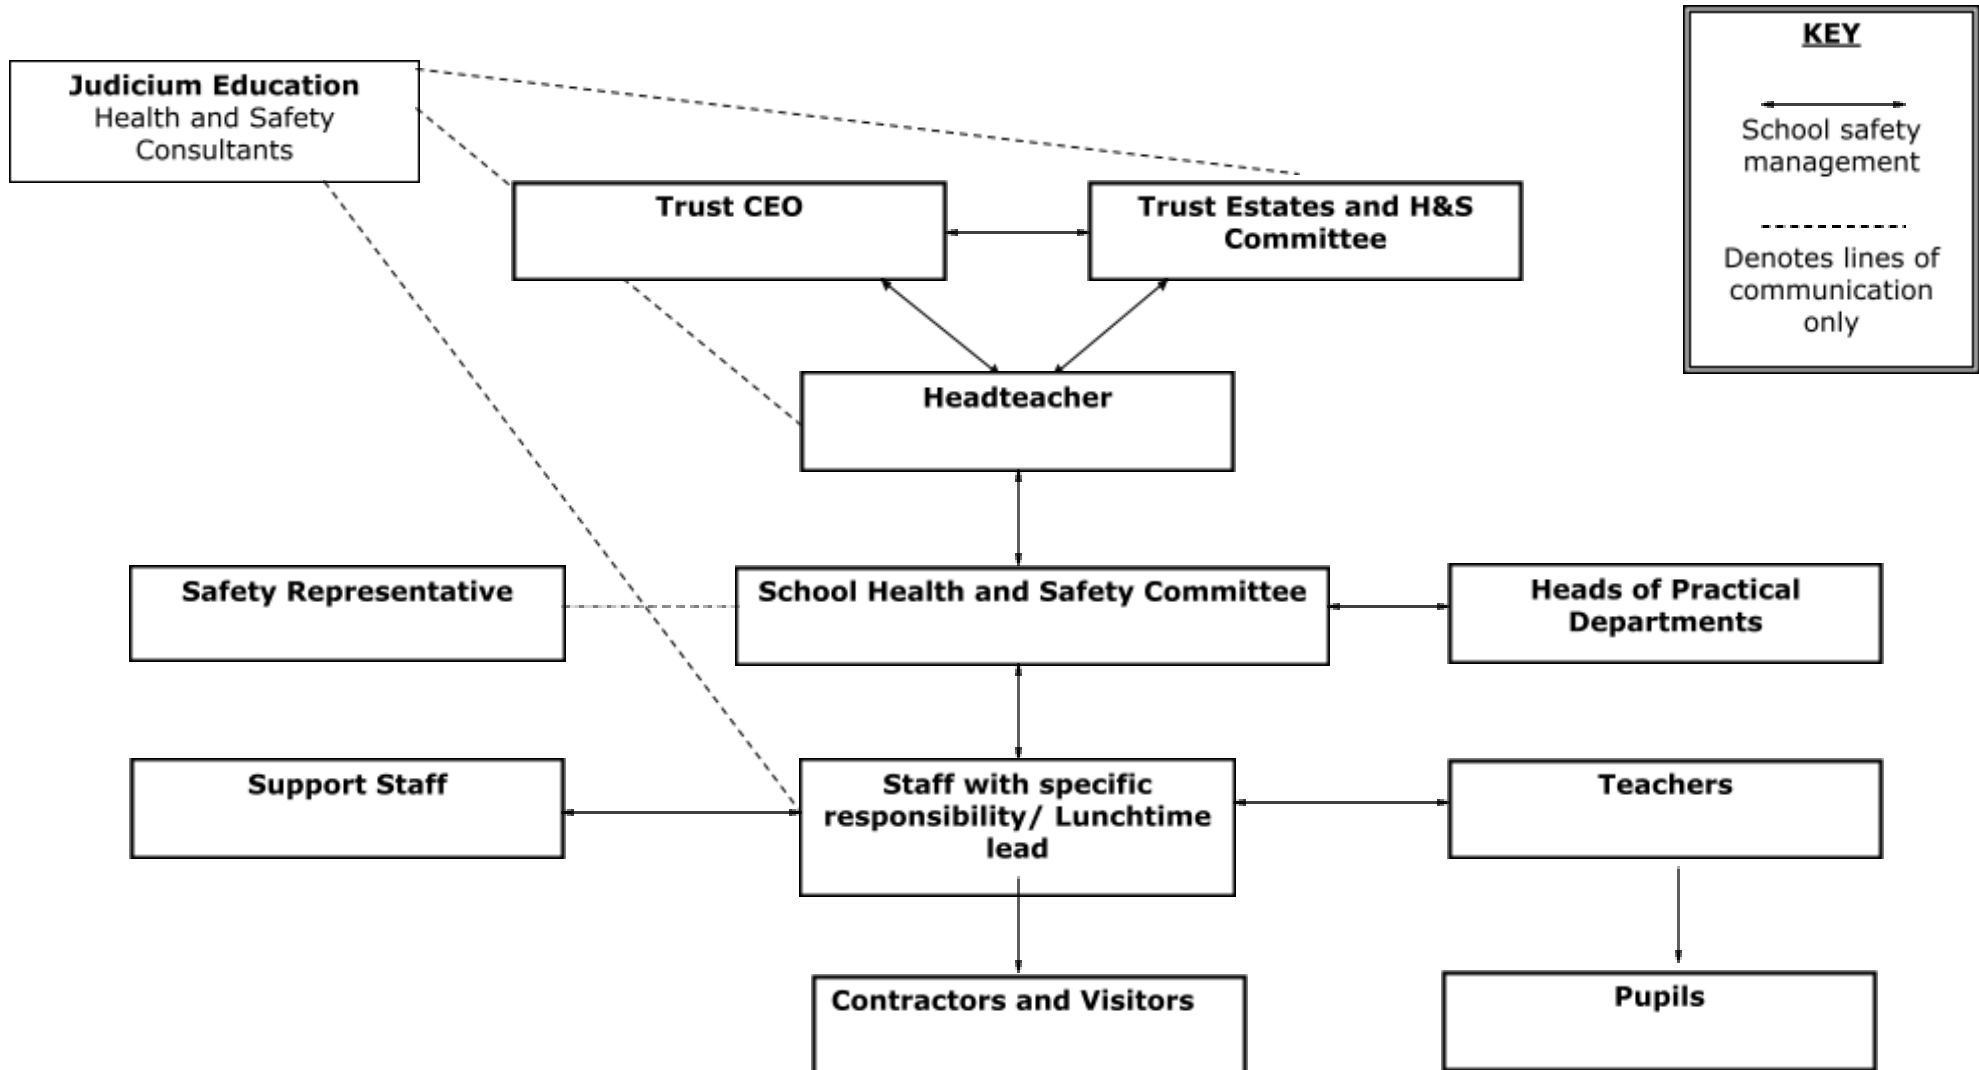 KEY
School safety
management
Denotes lines of
communication
only
Judicium Education
Health and Safety
Consultants
Trust CEO
Trust Estates and H&S
Committee
Headteacher
Safety Representative
School Health and Safety Committee
Heads of Practical
Departments
Support Staff
Staff with specific
responsibility/ Lunchtime
lead
Teachers
Contractors and Visitors
Pupils